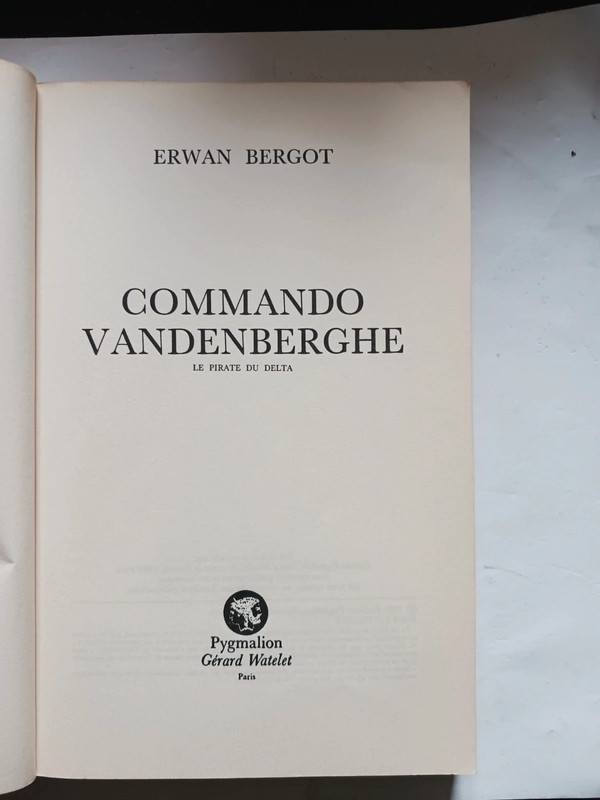 ERWAN BERGOT
COMMANDO
VANDENBERGHE
LE PIRATE DU DELTA
Pygmalion
Gérard Watelet
Paris